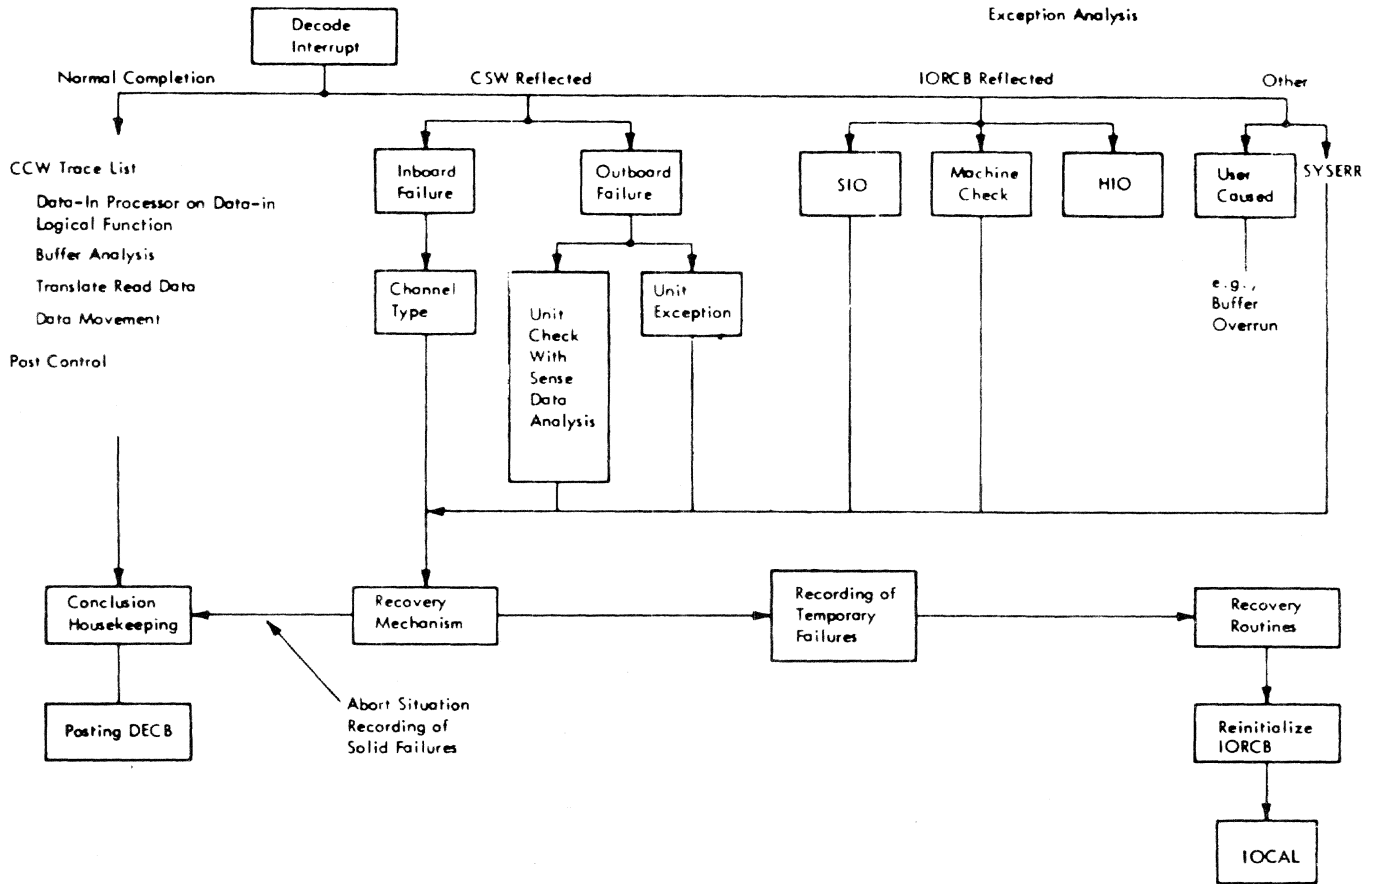 Exception Analysis
Decode
Interrupt
Normal Completion
CSW Reflected
IORCB Reflected
Other
CCW Trace List
Data-In Processor on Data-in
Logical Function
Buffer Analysis
Translate Read Data
Data Movement
Post Control
Inboard
Failure
Outboard
Failure
SIO
Machine
Check
HIO
User
Caused
SYSERR
Channel
Type
Unit
Check
With
Sense
Data
Analysis
Unit
Exception
e.g.,
Buffer
Overrun
Conclusion
Housekeeping
Recovery
Mechanism
Recording of
Temporary
Failures
Recovery
Routines
Abort Situation
Recording of
Solid Failures
Posting DECB
Reinitialize
IORCB
IOCAL